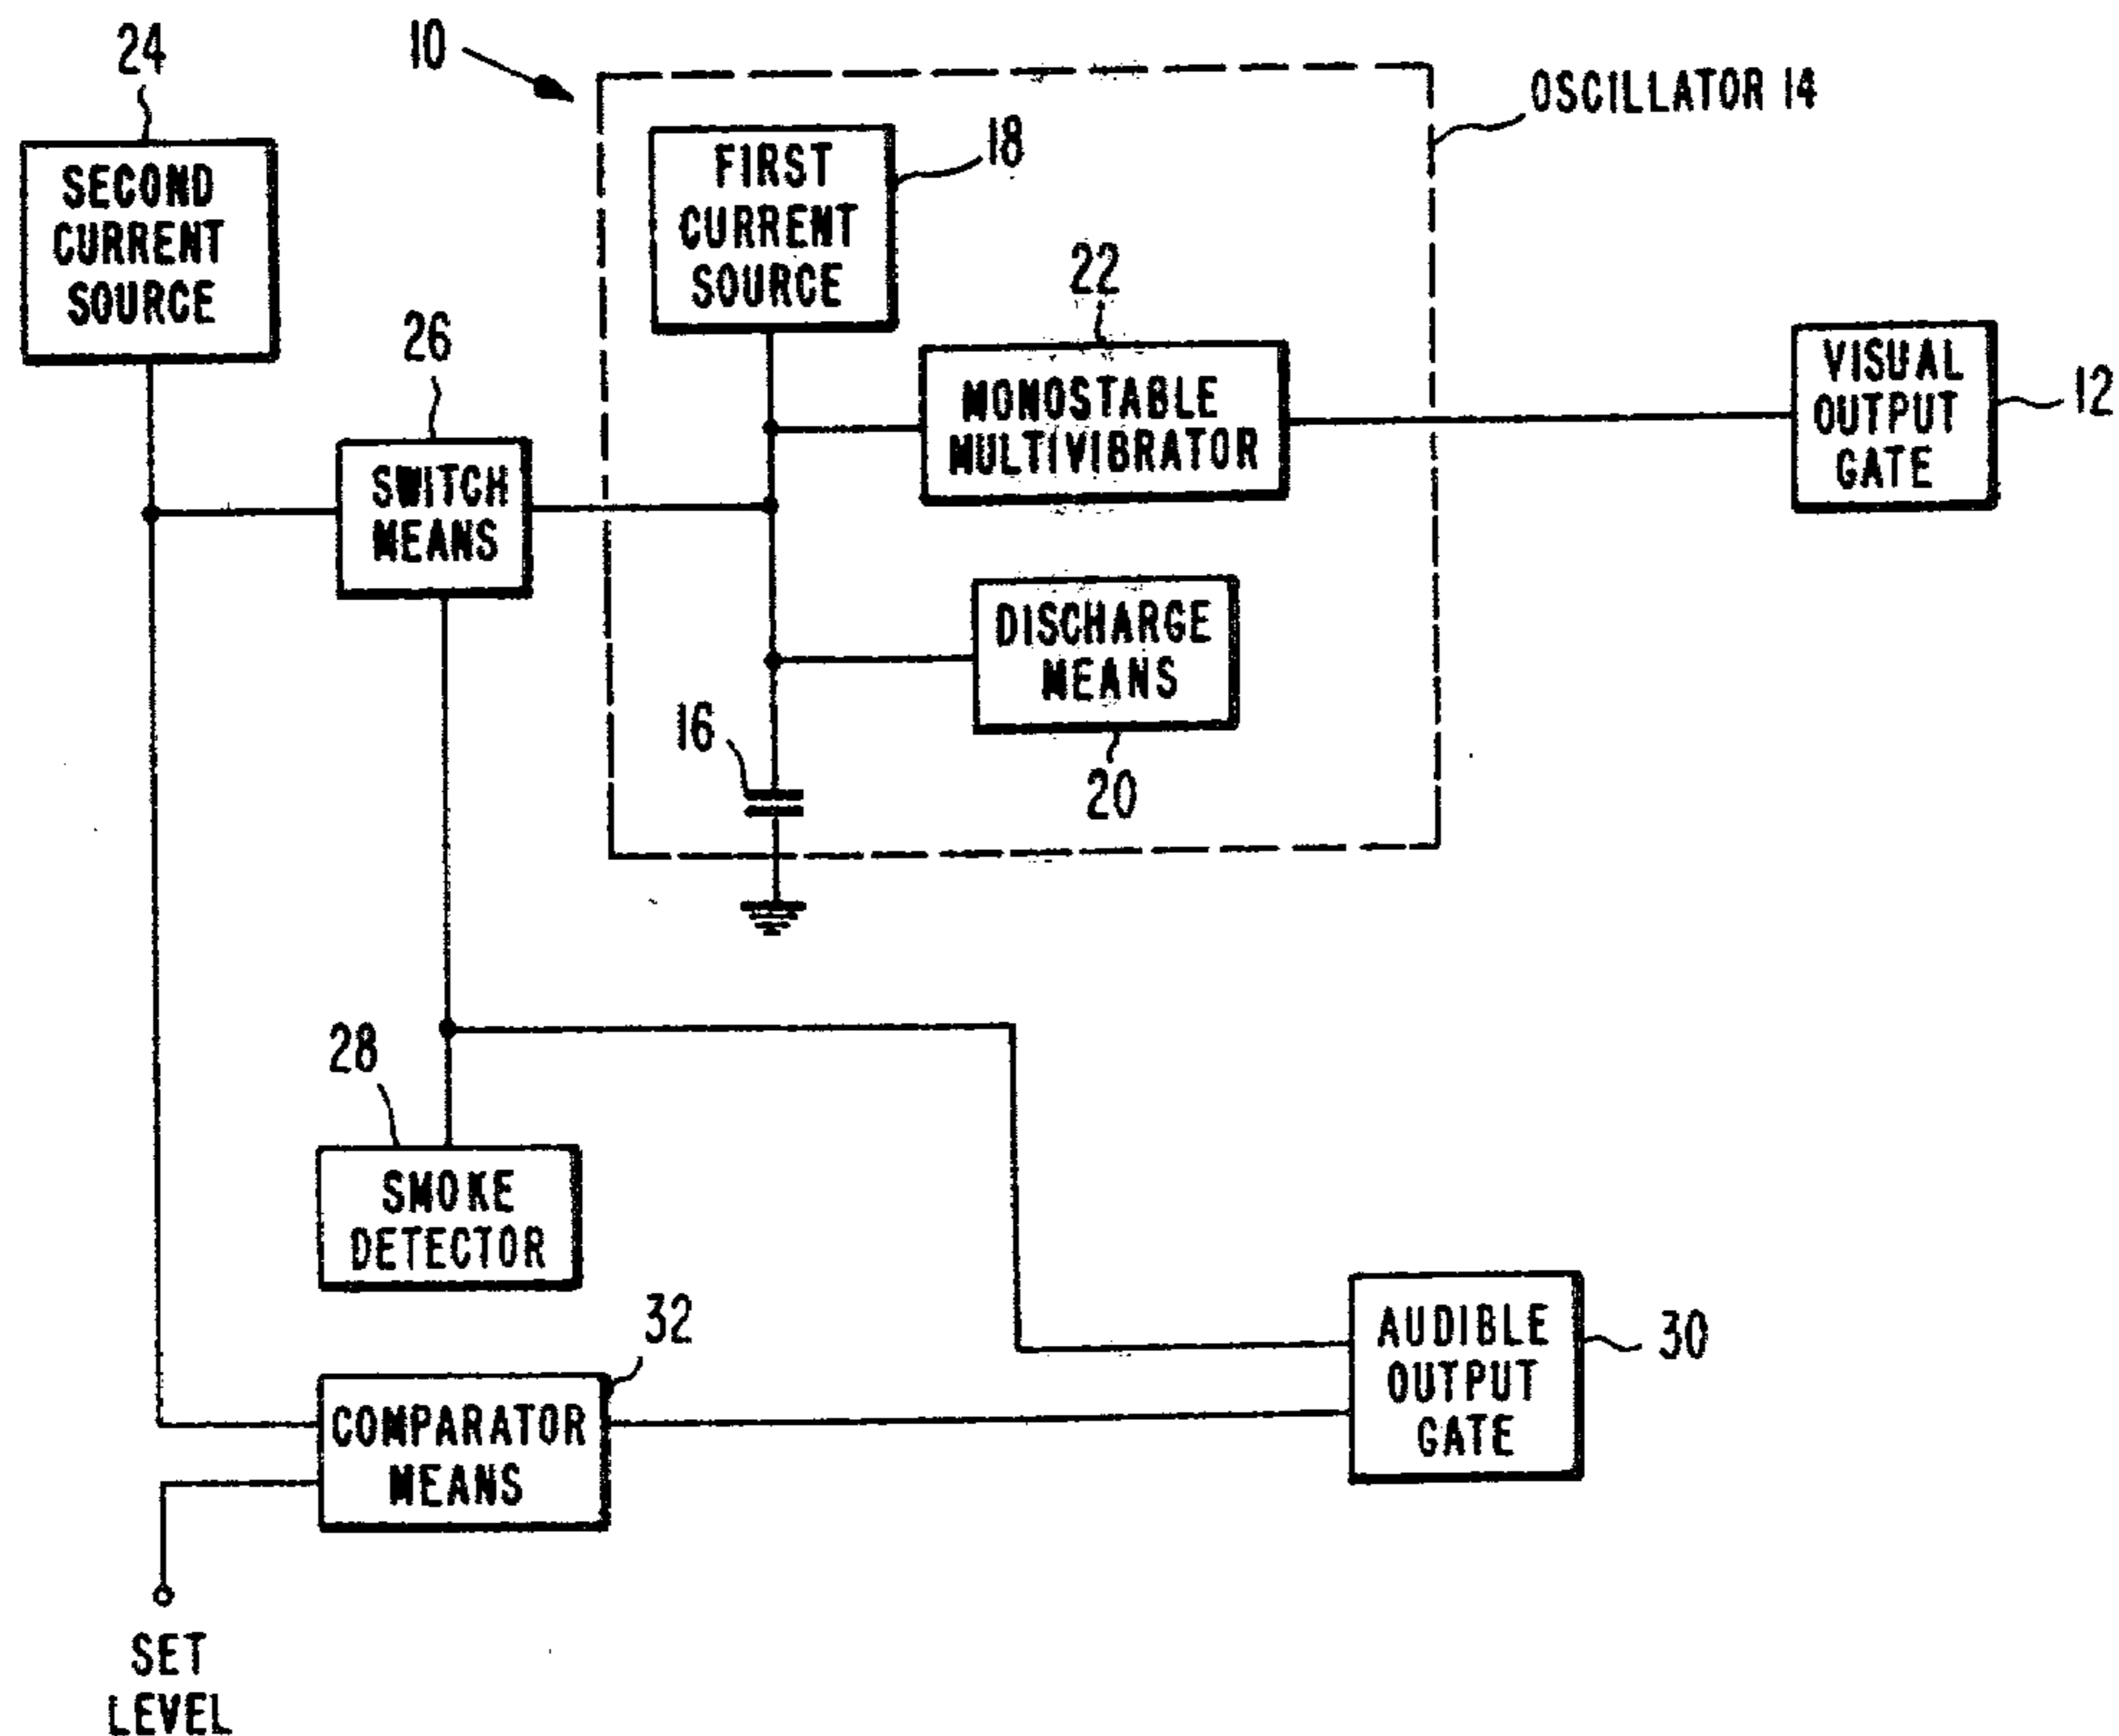 24
10
OSCILLATOR 14
SECOND
CURRENT
SOURCE
FIRST
CURRENT
SOURCE
18
26
22
SWITCH
MEANS
MONOSTABLE
MULTIVIBRATOR
VISUAL
OUTPUT
GATE
12
DISCHARGE
MEANS
16
20
28
SMOKE
DETECTOR
32
COMPARATOR
MEANS
AUDIBLE
OUTPUT
GATE
30
SET
LEVEL